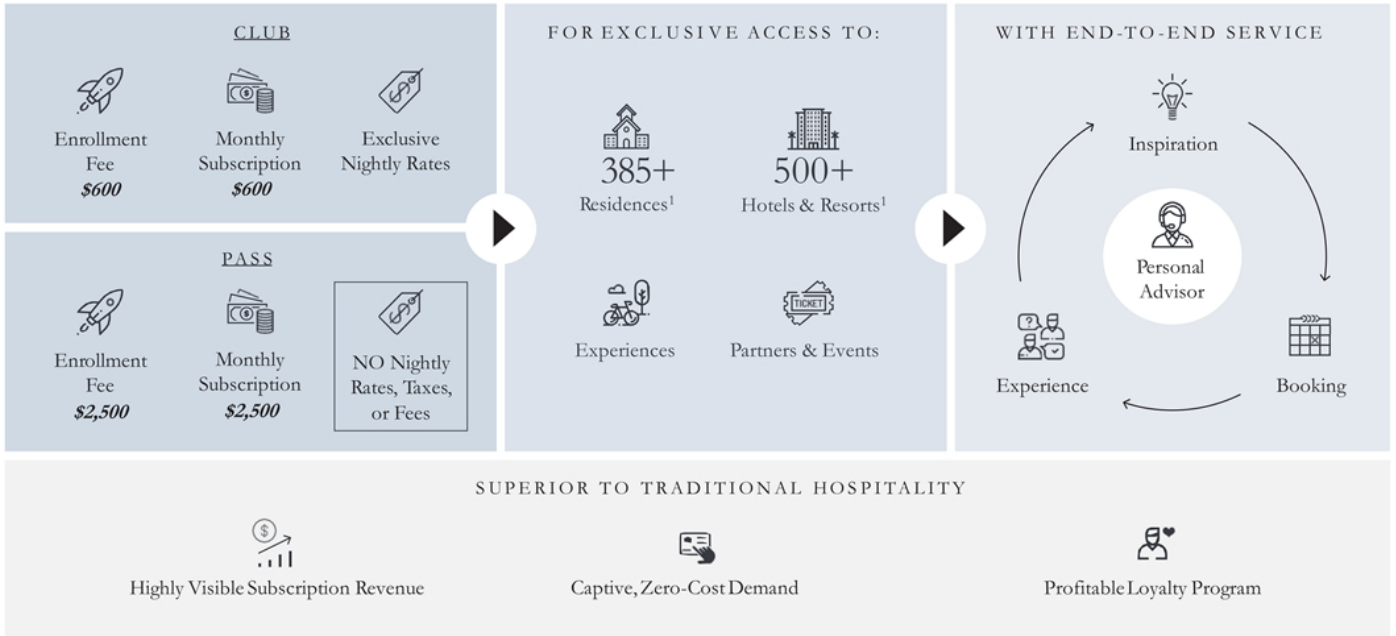 CLUB
Enrollment
Fee
$600
Monthly
Subscription
$600
Exclusive
Nightly Rates
PASS
Enrollment
Fee
$2,500
Monthly
Subscription
$2,500
NO Nightly
Rates, Taxes,
or Fees
FOR EXCLUSIVE ACCESS TO:
385+
Residences¹
500+
Hotels & Resorts¹
Experiences
TICKET
Partners & Events
WITH END-TO-END SERVICE
Inspiration
Personal
Advisor
Experience
Booking
SUPERIOR TO TRADITIONAL HOSPITALITY
Highly Visible Subscription Revenue
Captive, Zero-Cost Demand
Profitable Loyalty Program